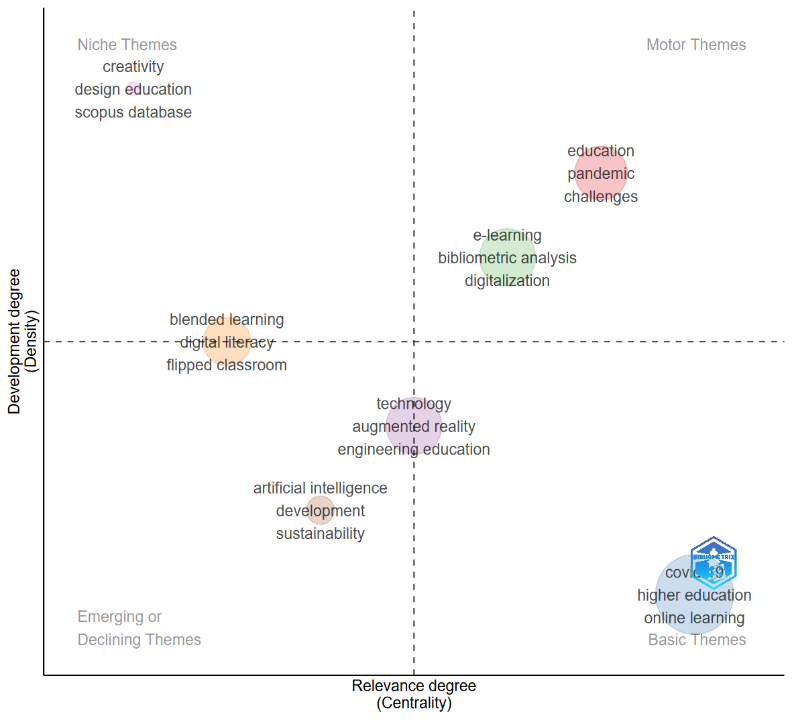 Niche Themes
Motor Themes
creativity
design education
scopus database
education
pandemic
challenges
e-learning
bibliometric analysis
digitalization
blended learning
digital literacy
flipped classroom
technology
augmented reality
engineering education
artificial intelligence
development
sustainability
BIBLIOMETRIX
higher education
online learning
Emerging or
Declining Themes
Basic Themes
Development degree
(Density)
Relevance degree
(Centrality)